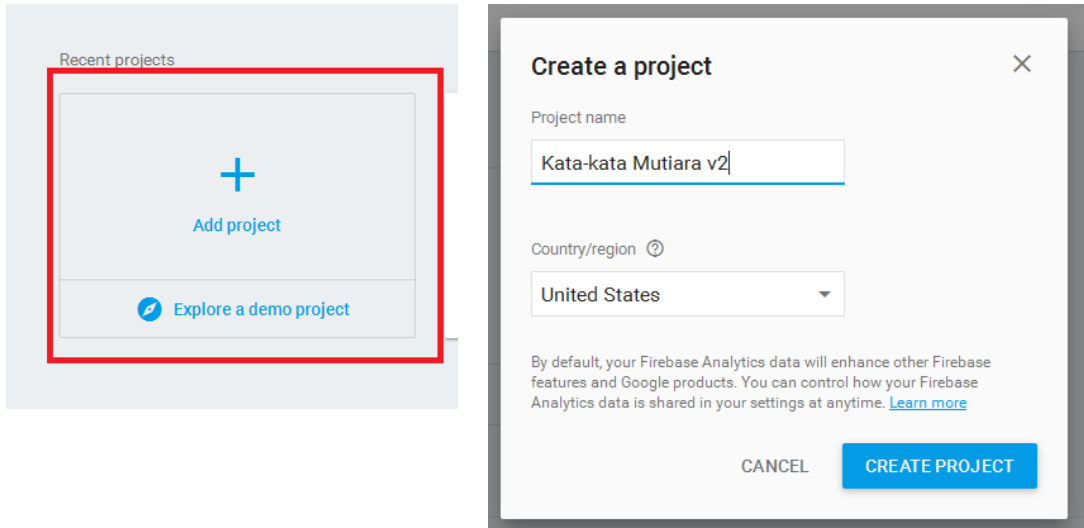 Recent projects
Add project
Explore a demo project
Create a project
Project name
Kata-kata Mutiara v2
Country/region
United States
By default, your Firebase Analytics data will enhance other Firebase
features and Google products. You can control how your Firebase
Analytics data is shared in your settings at anytime. Learn more
CANCEL
CREATE PROJECT